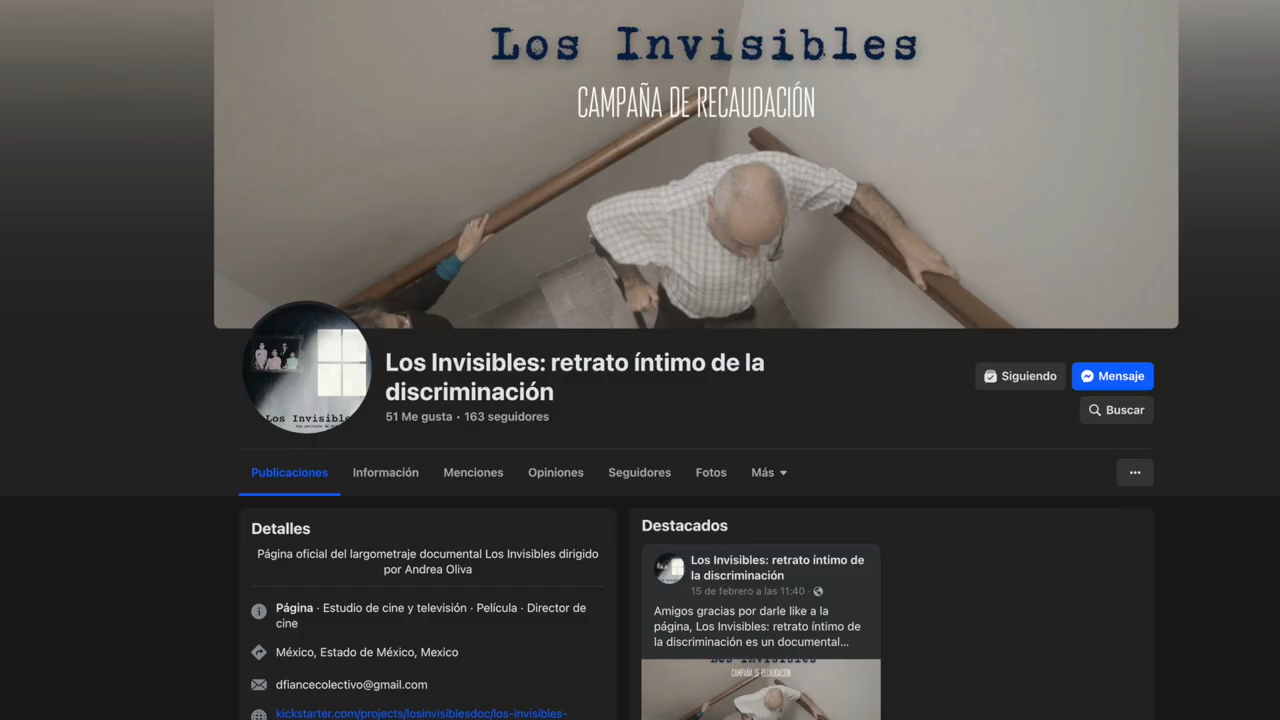 Los Invisibles
CAMPAÑA DE RECAUDACIÓN
Los Invisibles: retrato íntimo de la
discriminación
51 Me gusta • 163 seguidores
Siguiendo
Mensaje
Buscar
Publicaciones
Información
Menciones
Opiniones
Seguidores
Fotos
Más
Detalles
Página oficial del largometraje documental Los Invisibles dirigido
por Andrea Oliva
Página · Estudio de cine y televisión · Película · Director de
cine
México, Estado de México, Mexico
dfiancecolectivo@gmail.com
kickstarter.com/projects/losinvisiblesdoc/los-invisibles-
Destacados
Los Invisibles: retrato íntimo de
la discriminación
15 de febrero a las 11:40 ·
Amigos gracias por darle like a la
página, Los Invisibles: retrato íntimo de
la discriminación es un documental...
Los Invisibles
CAMPAÑA DE RECAUDACIÓN